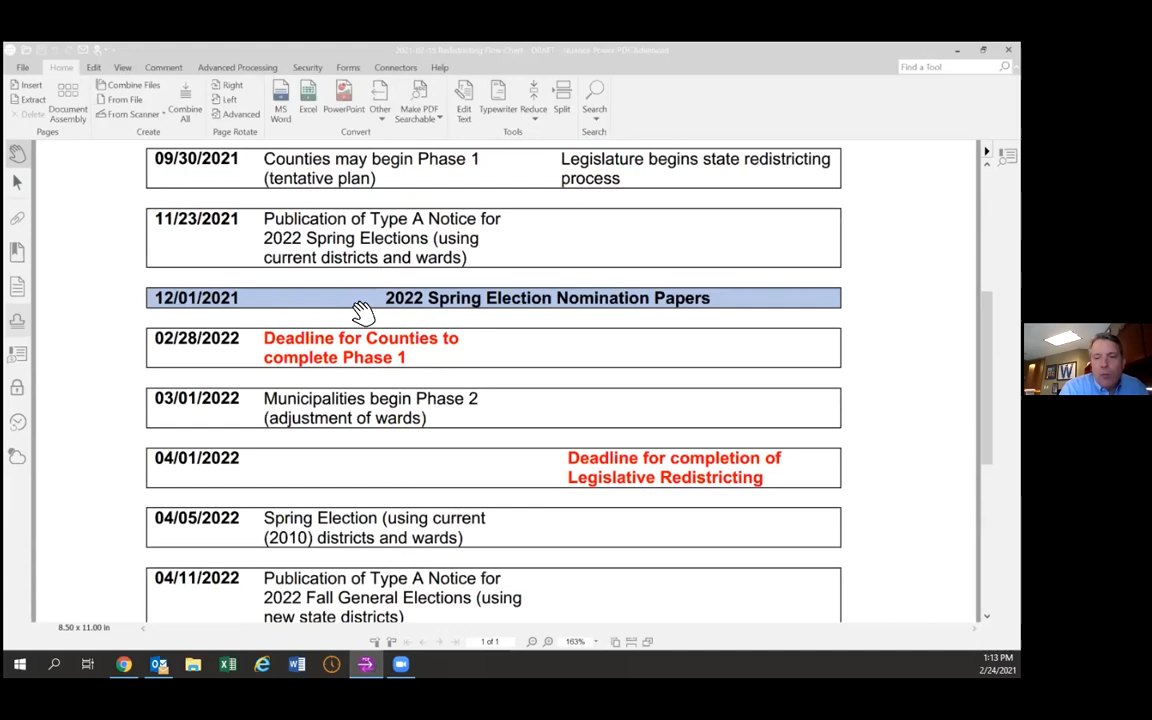 2021-02-19 Redistricting Flow Chart - DRAFT -
File Home Edit View Comment Advanced Processing Security Forms Connectors Help
Find a Tool
Insert
Extract
Delete
Document
Assembly
Pages
Combine Files
From File
From Scanner
Combine
All
Create
Right
Left
Advanced
Page Rotate
MS
Word
Excel
PowerPoint
Other
Make PDF
Searchable
Convert
Edit
Text
Typewriter
Reduce
Split
Tools
Search
Search
09/30/2021 Counties may begin Phase 1 Legislature begins state redistricting
(tentative plan) process
11/23/2021 Publication of Type A Notice for
2022 Spring Elections (using
current districts and wards)
12/01/2021 2022 Spring Election Nomination Papers
02/28/2022 Deadline for Counties to
complete Phase 1
03/01/2022 Municipalities begin Phase 2
(adjustment of wards)
04/01/2022 Deadline for completion of
Legislative Redistricting
04/05/2022 Spring Election (using current
(2010) districts and wards)
04/11/2022 Publication of Type A Notice for
2022 Fall General Elections (using
new state districts)
8.50 x 11.00 in
1 of 1
163%
1:13 PM
2/24/2021
W